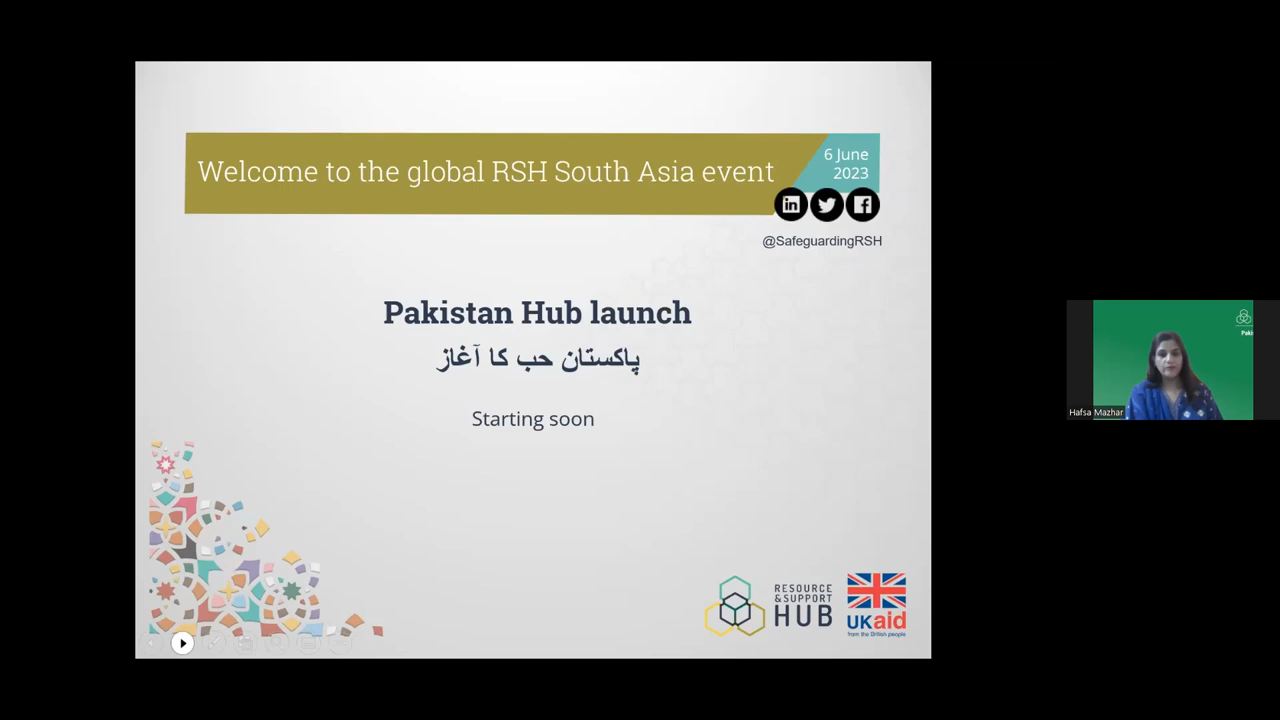 Welcome to the global RSH South Asia event
6 June
2023
@SafeguardingRSH
Pakistan Hub launch
پاکستان حب کا آغاز
Starting soon
RESOURCE
& SUPPORT
HUB
UKaid
from the British people
Hafsa Mazhar